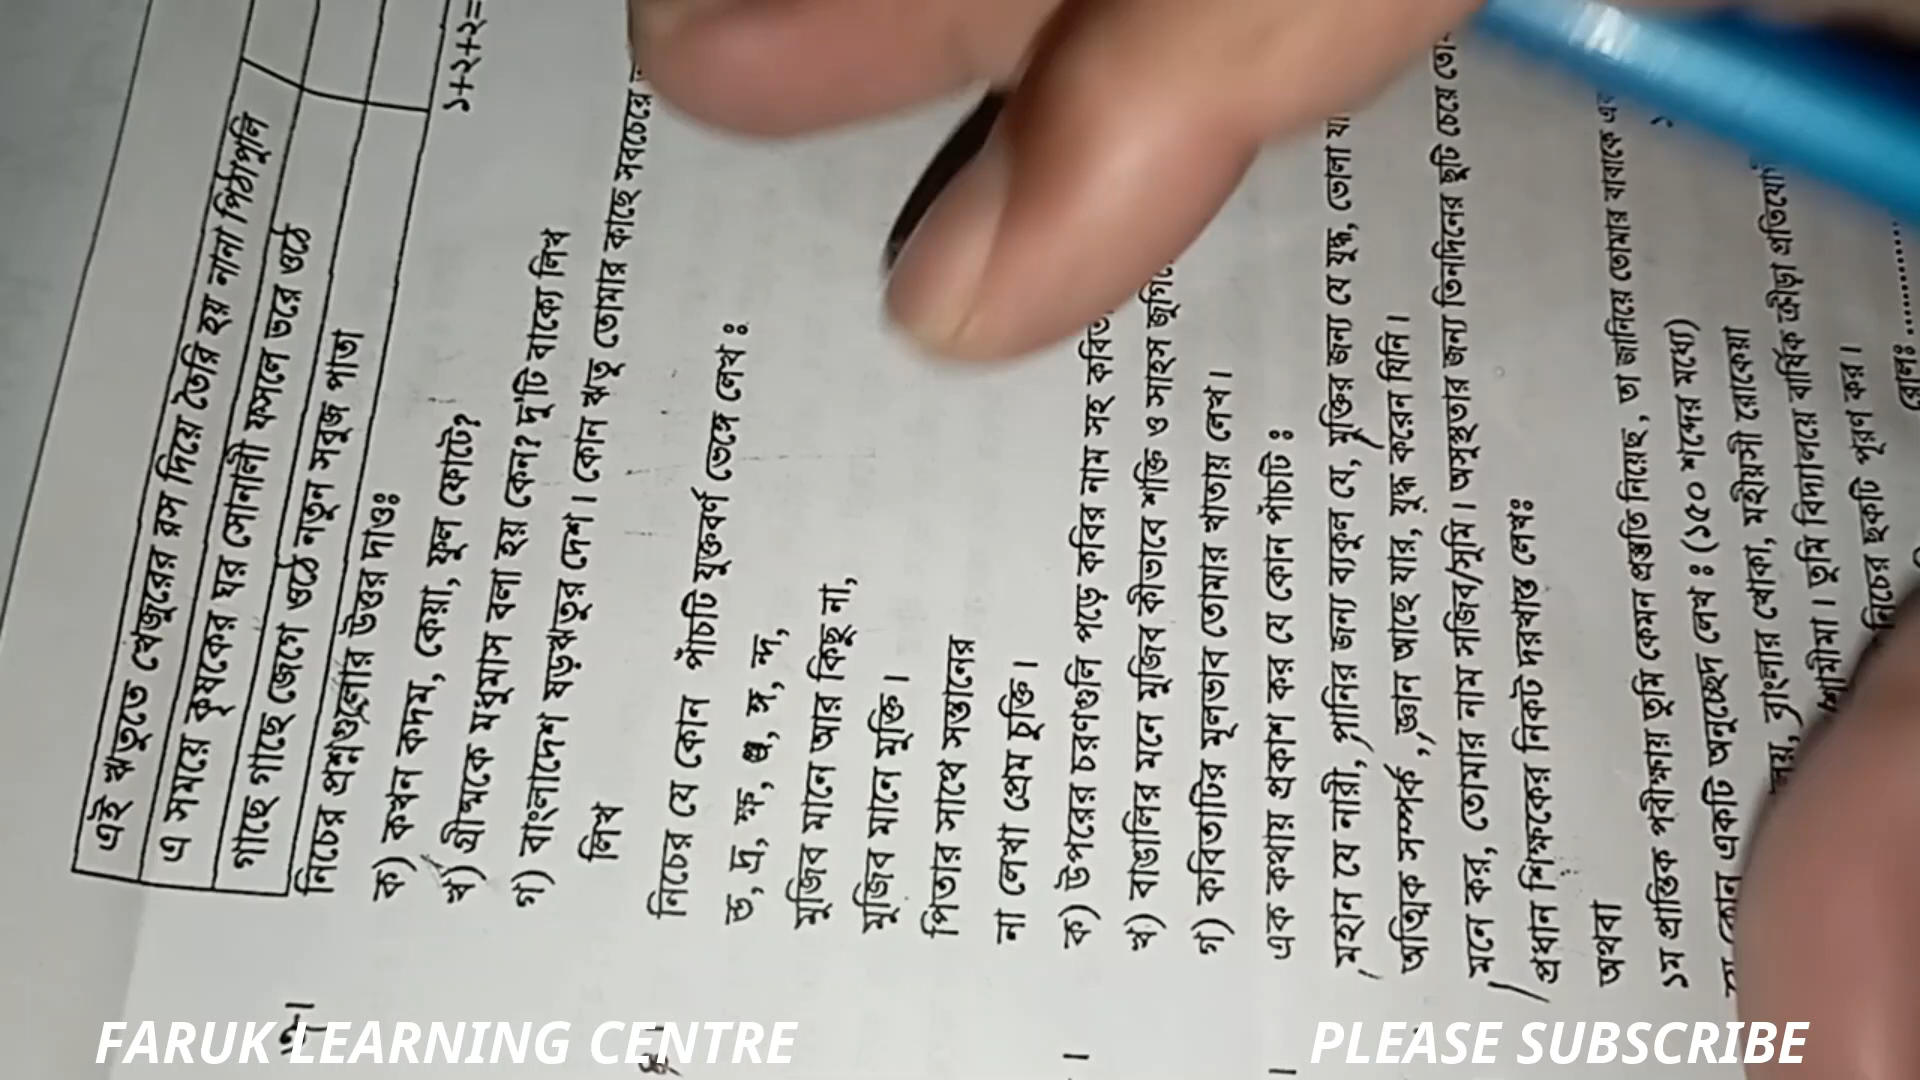 এই ঋতুতে খেজুরের রস দিয়ে তৈরি হয় নানা পিঠাপুলি
এ সময়ে কৃষকের ঘর সোনালী ফসলে ভরে ওঠে
গাছে গাছে জেগে ওঠে নতুন সবুজ পাতা
নিচের প্রশ্নগুলোর উত্তর দাওঃ
১+২+২=
ক) কখন কদম, কেয়া, ফুল ফোটে?
খ) গ্রীষ্মকে মধুমাস বলা হয় কেন? দু'টি বাক্যে লিখ
গ) বাংলাদেশ ষড়ঋতুর দেশ। কোন ঋতু তোমার কাছে সবচেয়ে
লিখ
নিচের যে কোন পাঁচটি যুক্তবর্ণ ভেঙ্গে লেখ :
ক্ষ, ঙ্গ, ন্দ,
মুজিব মানে আর কিছু না,
মুজিব মানে মুক্তি।
পিতার সাথে সন্তানের
না লেখা প্রেম চুক্তি।
ক) উপরের চরণগুলি পড়ে কবির নাম সহ
খ) বাঙালির মনে মুজিব কীভাবে শক্তি ও সাহস
গ) কবিতাটির মূলভাব তোমার খাতায় লেখ।
এক কথায় প্রকাশ কর যে কোন পাঁচটি :
মহান যে নারী, পানির জন্য ব্যকুল যে, মুক্তির জন্য যে যুদ্ধ, তোলা
সম্পর্ক, জ্ঞান আছে যার, যুদ্ধ করেন যিনি।
মনে কর, তোমার নাম সজিব/সুমি। অসুস্থতার জন্য তিনদিনের ছুটি চেয়ে
প্রধান শিক্ষকের নিকট দরখাস্ত লেখঃ
অথবা
১ম প্রান্তিক পরীক্ষায় তুমি কেমন প্রস্তুতি নিয়েছ, তা জানিয়ে তোমার বাবাকে
কোন একটি অনুচ্ছেদ লেখ : (১৫০ শব্দের মধ্যে)
বাংলার খোকা, মহীয়সী রোকেয়া
তুমি বিদ্যালয়ে বার্ষিক ক্রীড়া
নিচের ছকটি পূরণ কর।
রোলঃ
FARUK LEARNING CENTRE
PLEASE SUBSCRIBE